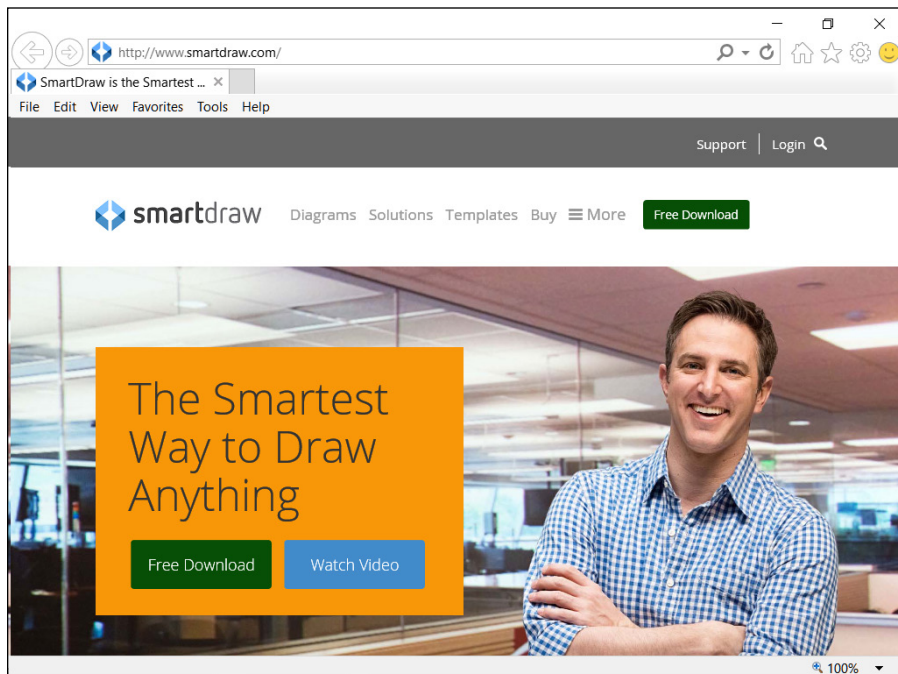 http://www.smartdraw.com/
SmartDraw is the Smartest ...
File Edit View Favorites Tools Help
Support Login
smartdraw Diagrams Solutions Templates Buy More Free Download
The Smartest
Way to Draw
Anything
Free Download Watch Video
100%